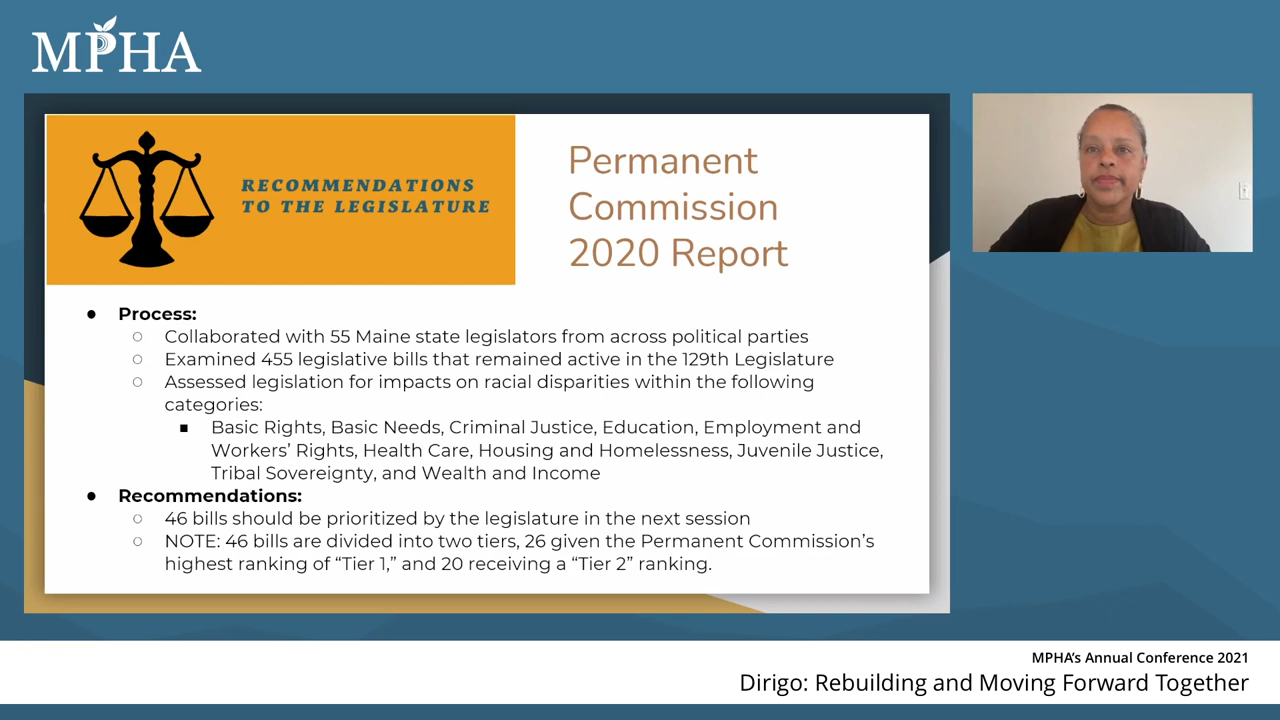 MPHA
RECOMMENDATIONS
TO THE LEGISLATURE
Permanent
Commission
2020 Report
● Process:
○ Collaborated with 55 Maine state legislators from across political parties
○ Examined 455 legislative bills that remained active in the 129th Legislature
○ Assessed legislation for impacts on racial disparities within the following
categories:
■ Basic Rights, Basic Needs, Criminal Justice, Education, Employment and
Workers’ Rights, Health Care, Housing and Homelessness, Juvenile Justice,
Tribal Sovereignty, and Wealth and Income
● Recommendations:
○ 46 bills should be prioritized by the legislature in the next session
○ NOTE: 46 bills are divided into two tiers, 26 given the Permanent Commission’s
highest ranking of “Tier 1,” and 20 receiving a “Tier 2” ranking.
MPHA’s Annual Conference 2021
Dirigo: Rebuilding and Moving Forward Together